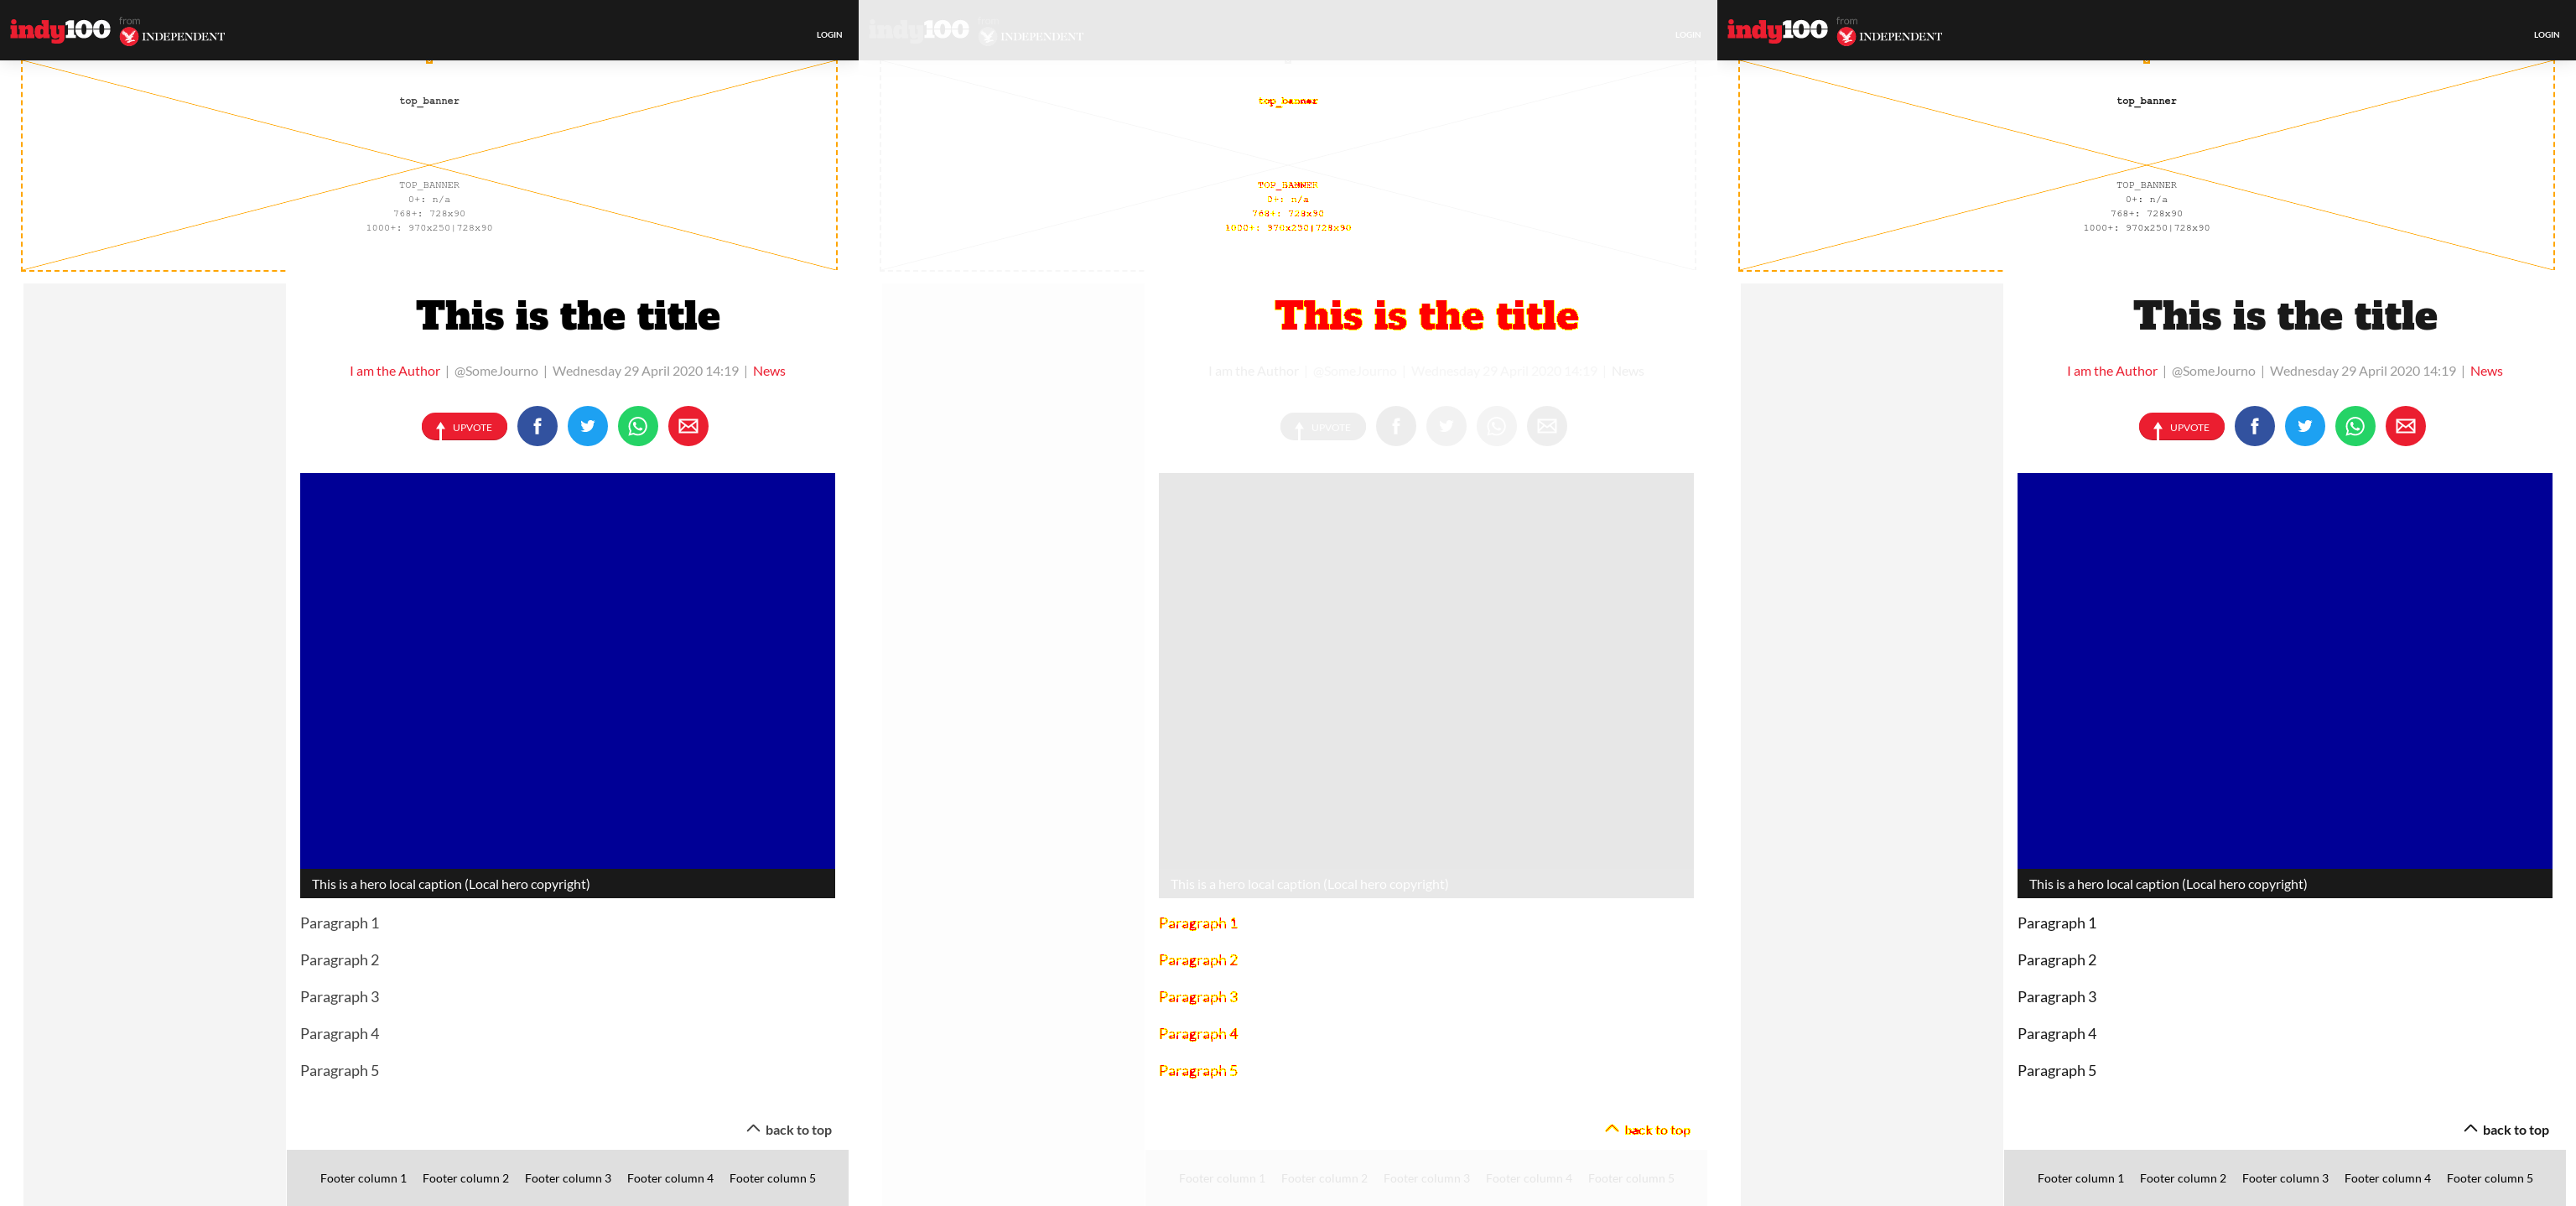 indy100 from
INDEPENDENT
LOGIN
top_banner
TOP_BANNER
0+: n/a
768+: 728x90
1000+: 970x250|728x90
This is the title
I am the Author | @SomeJourno | Wednesday 29 April 2020 14:19 | News
UPVOTE
This is a hero local caption (Local hero copyright)
Paragraph 1
Paragraph 2
Paragraph 3
Paragraph 4
Paragraph 5
back to top
Footer column 1 Footer column 2 Footer column 3 Footer column 4 Footer column 5
indy100
INDEPENDENT
LOGIN
top_banner
TOP_BANNER
0+: n/a
768+: 728x90
1000+: 970x250|728x90
This is the title
I am the Author | @SomeJourno | Wednesday 29 April 2020 14:19 | News
UPVOTE
This is a hero local caption (Local hero copyright)
Paragraph 1
Paragraph 2
Paragraph 3
Paragraph 4
Paragraph 5
back to top
Footer column 1 Footer column 2 Footer column 3 Footer column 4 Footer column 5
indy100 from
INDEPENDENT
LOGIN
top_banner
TOP_BANNER
0+: n/a
768+: 728x90
1000+: 970x250|728x90
This is the title
I am the Author | @SomeJourno | Wednesday 29 April 2020 14:19 | News
UPVOTE
This is a hero local caption (Local hero copyright)
Paragraph 1
Paragraph 2
Paragraph 3
Paragraph 4
Paragraph 5
back to top
Footer column 1 Footer column 2 Footer column 3 Footer column 4 Footer column 5